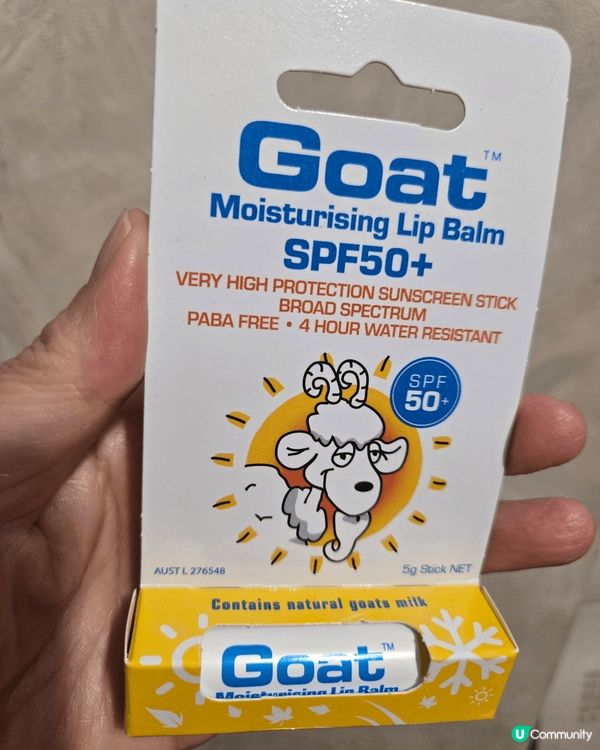 Goat™
Moisturising Lip Balm
SPF50+
VERY HIGH PROTECTION SUNSCREEN STICK
BROAD SPECTRUM
PABA FREE • 4 HOUR WATER RESISTANT
SPF
50+
AUST L 276548
5g Stick NET
Contains natural goats milk
Goat™
Moisturising Lip Balm
U Community